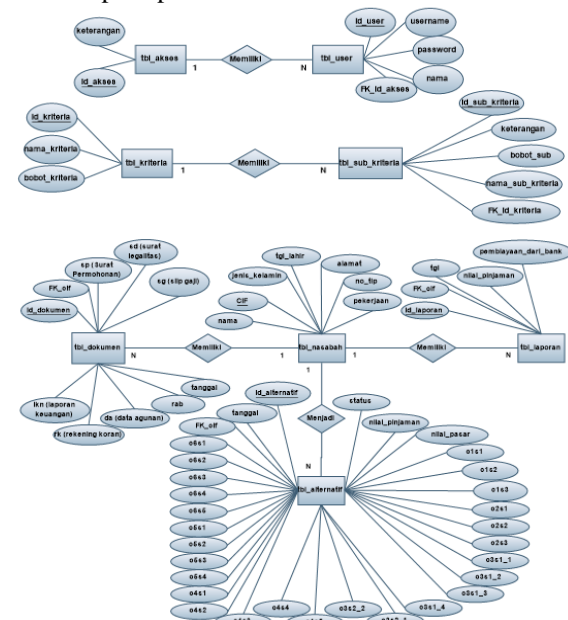 keterangan
id_user
username
tbl_akses
Memiliki
tbl_user
password
1
N
id_akses
FK_id_akses
nama
id_kriteria
id_sub_kriteria
keterangan
nama_kriteria
tbl_kriteria
Memiliki
tbl_sub_kriteria
bobot_sub
1
N
bobot_kriteria
nama_sub_kriteria
FK_id_kriteria
sd (surat
legalitas)
sp (Surat
Permohonan)
tgl_lahir
alamat
pembiayaan_dari_bank
FK_cif
sg (slip gaji)
jenis_kelamin
no_tlp
tgl
nilai_pinjaman
CIF
FK_cif
id_dokumen
pekerjaan
id_laporan
nama
tbl_dokumen
Memiliki
tbl_nasabah
Memiliki
tbl_laporan
N
1
1
N
1
tanggal
id_alternatif
status
lkn (laporan
keuangan)
da (data agunan)
rab
tanggal
Menjadi
nilai_pinjaman
rk (rekening koran)
FK_cif
nilai_pasar
c6s1
c1s1
c6s2
N
c1s2
c6s3
tbl_alternatif
c1s3
c6s4
c2s1
c6s5
c2s2
c5s1
c2s3
c5s2
c3s1_1
c5s3
c3s1_2
c5s4
c3s1_3
c4s1
c4s2
c4s4
c3s2_2
c3s1_4